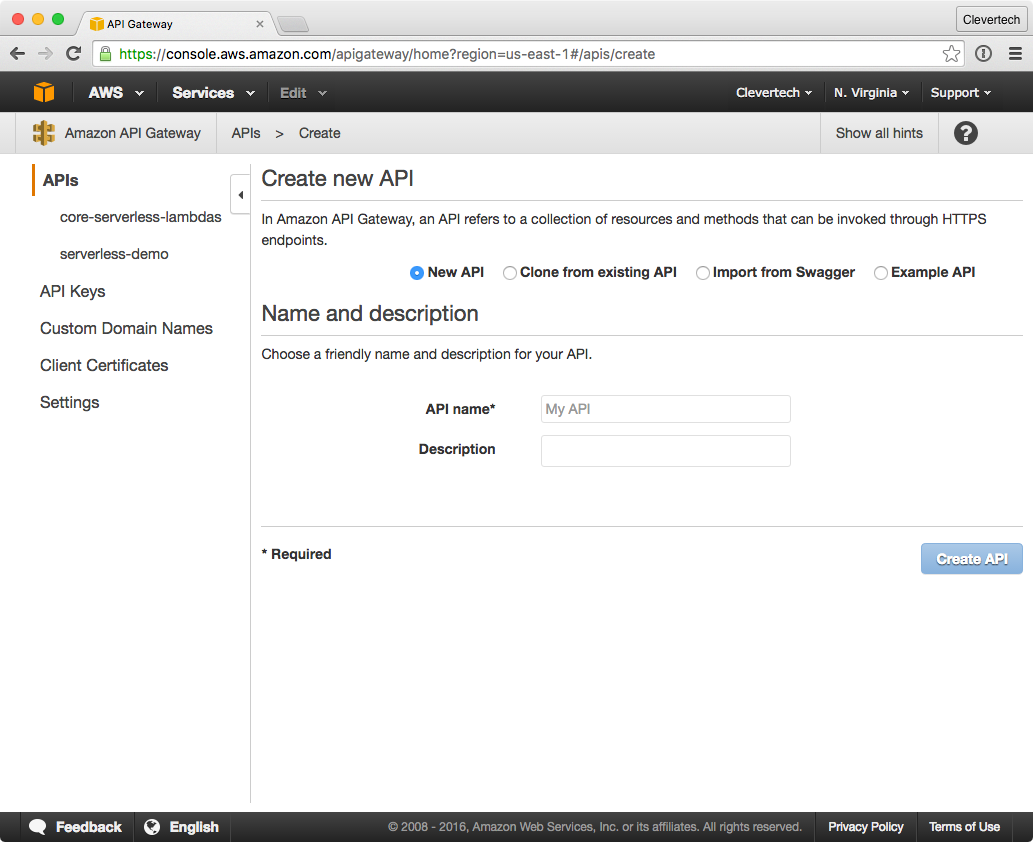 API Gateway
Clevertech
https://console.aws.amazon.com/apigateway/home?region=us-east-1#/apis/create
AWS Services Edit Clevertech N. Virginia Support
Amazon API Gateway APIs > Create Show all hints ?
APIs
core-serverless-lambdas
serverless-demo
API Keys
Custom Domain Names
Client Certificates
Settings
Create new API
In Amazon API Gateway, an API refers to a collection of resources and methods that can be invoked through HTTPS
endpoints.
New API Clone from existing API Import from Swagger Example API
Name and description
Choose a friendly name and description for your API.
API name* My API
Description
* Required Create API
Feedback English © 2008 - 2016, Amazon Web Services, Inc. or its affiliates. All rights reserved. Privacy Policy Terms of Use